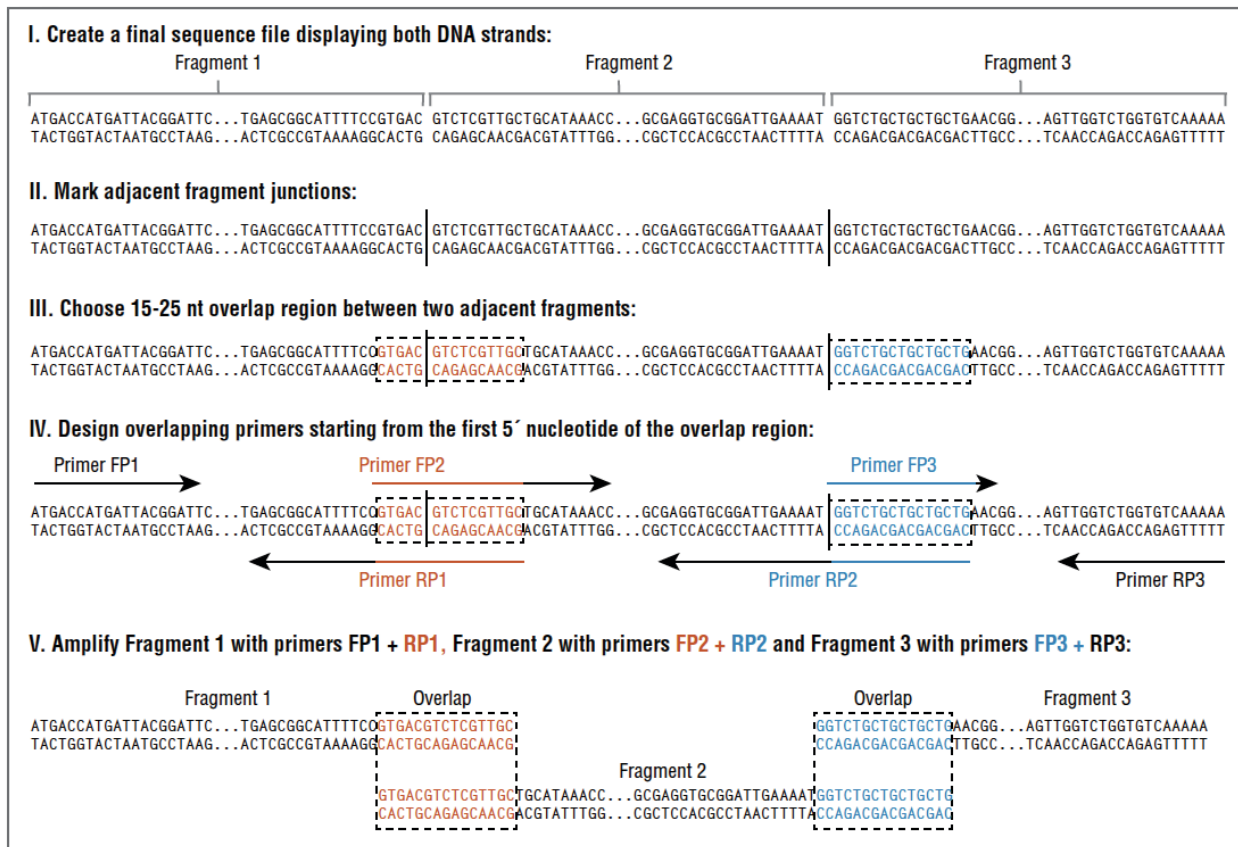 I. Create a final sequence file displaying both DNA strands:
Fragment 1 Fragment 2 Fragment 3
ATGACCATGATTACGGATTC...TGAGCGGCATTTTCCGTGAC GTCTCGTTGCTGCATAAACC...GCGAGGTGCGGATTGAAAAT GGTCTGCTGCTGCTGAACGG...AGTTGGTCTGGTGTCAAAAA
TACTGGTACTAATGCCTAAG...ACTCGCCGTAAAAGGCACTG CAGAGCAACGACGTATTTGG...CGCTCCACGCCTAACTTTTA CCAGACGACGACGACTTGCC...TCAACCAGACCAGAGTTTTT
II. Mark adjacent fragment junctions:
ATGACCATGATTACGGATTC...TGAGCGGCATTTTCCGTGAC GTCTCGTTGCTGCATAAACC...GCGAGGTGCGGATTGAAAAT GGTCTGCTGCTGCTGAACGG...AGTTGGTCTGGTGTCAAAAA
TACTGGTACTAATGCCTAAG...ACTCGCCGTAAAAGGCACTG CAGAGCAACGACGTATTTGG...CGCTCCACGCCTAACTTTTA CCAGACGACGACGACTTGCC...TCAACCAGACCAGAGTTTTT
III. Choose 15-25 nt overlap region between two adjacent fragments:
ATGACCATGATTACGGATTC...TGAGCGGCATTTTCCGTGAC GTCTCGTTGCTGCATAAACC...GCGAGGTGCGGATTGAAAAT GGTCTGCTGCTGCTGAACGG...AGTTGGTCTGGTGTCAAAAA
TACTGGTACTAATGCCTAAG...ACTCGCCGTAAAAGGCACTG CAGAGCAACGACGTATTTGG...CGCTCCACGCCTAACTTTTA CCAGACGACGACGACTTGCC...TCAACCAGACCAGAGTTTTT
IV. Design overlapping primers starting from the first 5´ nucleotide of the overlap region:
Primer FP1 Primer FP2 Primer FP3
ATGACCATGATTACGGATTC...TGAGCGGCATTTTCCGTGAC GTCTCGTTGCTGCATAAACC...GCGAGGTGCGGATTGAAAAT GGTCTGCTGCTGCTGAACGG...AGTTGGTCTGGTGTCAAAAA
TACTGGTACTAATGCCTAAG...ACTCGCCGTAAAAGGCACTG CAGAGCAACGACGTATTTGG...CGCTCCACGCCTAACTTTTA CCAGACGACGACGACTTGCC...TCAACCAGACCAGAGTTTTT
Primer RP1 Primer RP2 Primer RP3
V. Amplify Fragment 1 with primers FP1 + RP1, Fragment 2 with primers FP2 + RP2 and Fragment 3 with primers FP3 + RP3:
Fragment 1 Overlap Overlap Fragment 3
ATGACCATGATTACGGATTC...TGAGCGGCATTTTCCGTGACGTCTCGTTGC GGTCTGCTGCTGCTGAACGG...AGTTGGTCTGGTGTCAAAAA
TACTGGTACTAATGCCTAAG...ACTCGCCGTAAAAGGCACTGCAGAGCAACG CCAGACGACGACGACTTGCC...TCAACCAGACCAGAGTTTTT
Fragment 2
GTGACGTCTCGTTGCTGCATAAACC...GCGAGGTGCGGATTGAAAATGGTCTGCTGCTGCTG
CACTGCAGAGCAACGACGTATTTGG...CGCTCCACGCCTAACTTTTACCAGACGACGACGAC